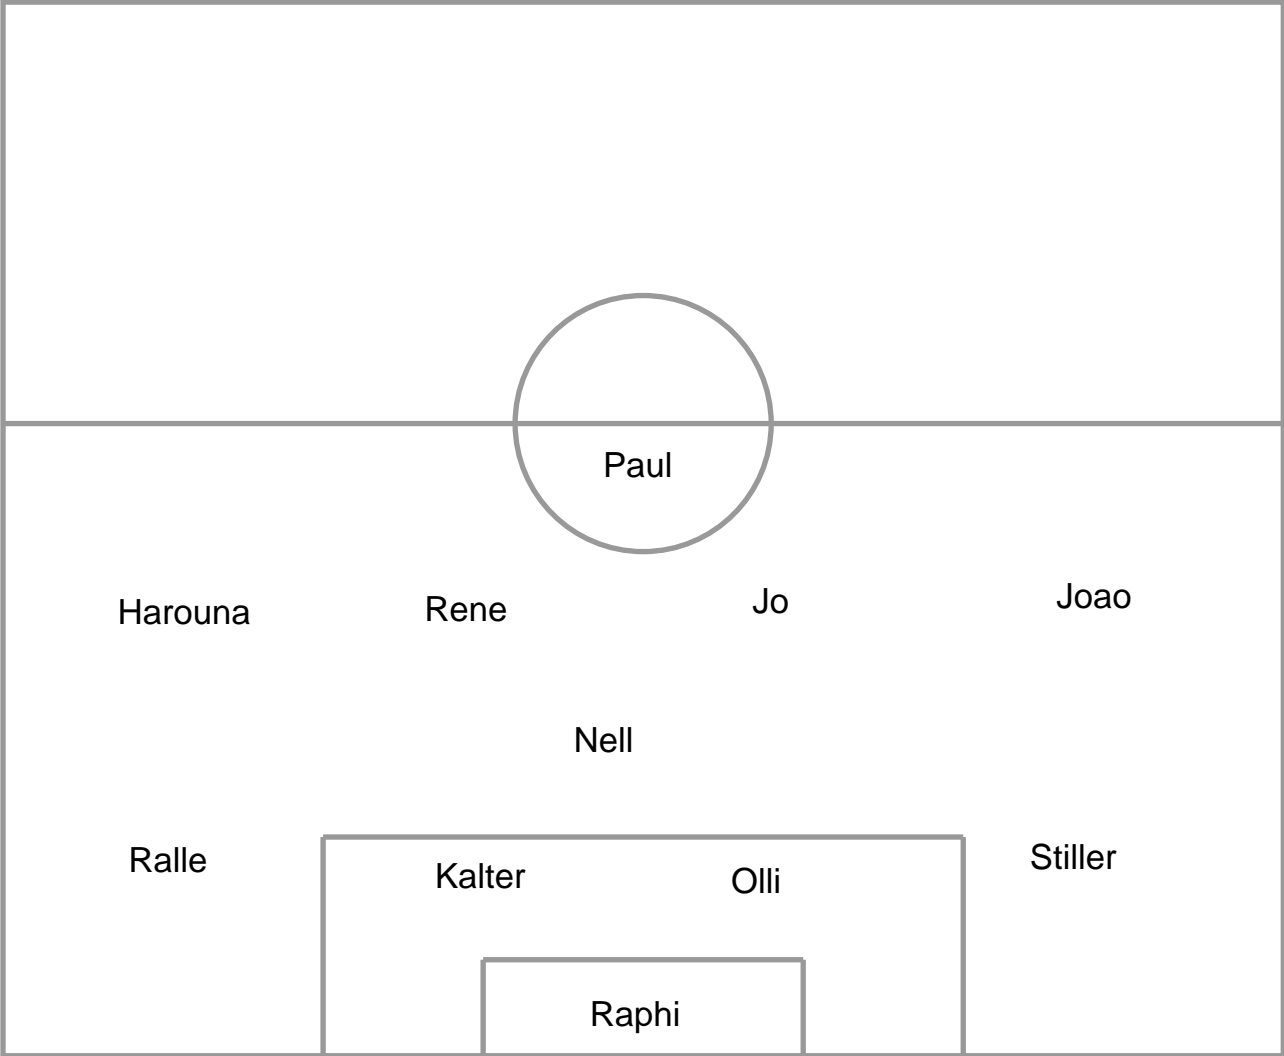 Paul
Harouna Rene Jo Joao
Nell
Ralle Kalter Olli Stiller
Raphi